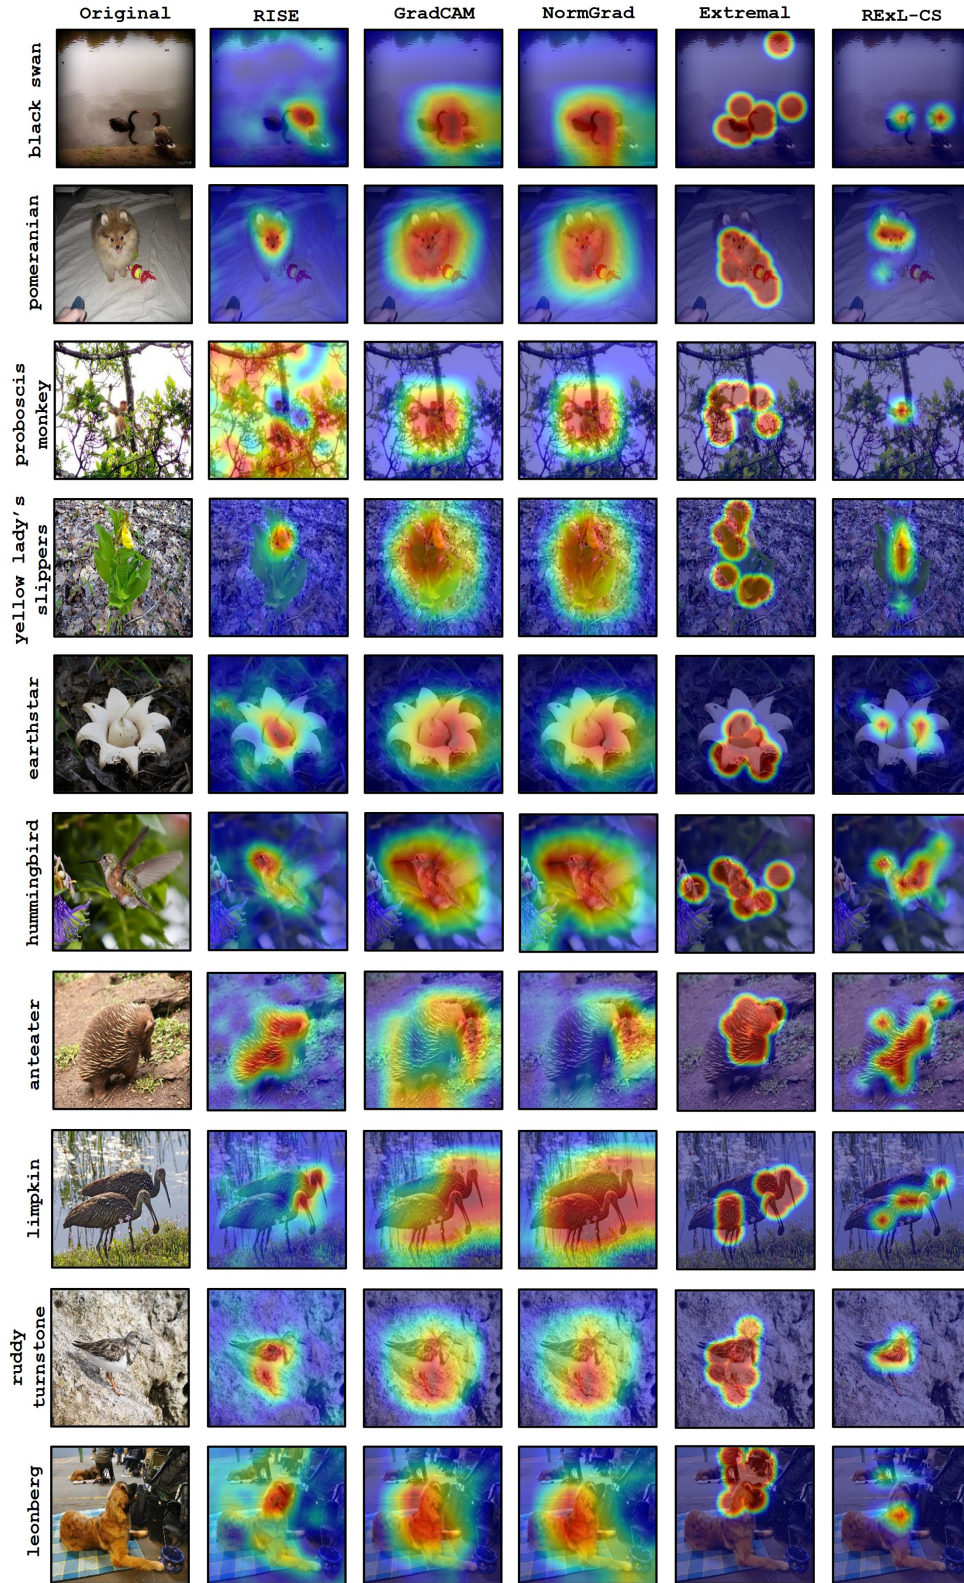 Original RISE GradCAM NormGrad Extremal RExL-CS
black swan
pomeranian
proboscis
monkey
yellow lady's
slippers
earthstar
hummingbird
anteater
limpkin
ruddy
turnstone
leonberg